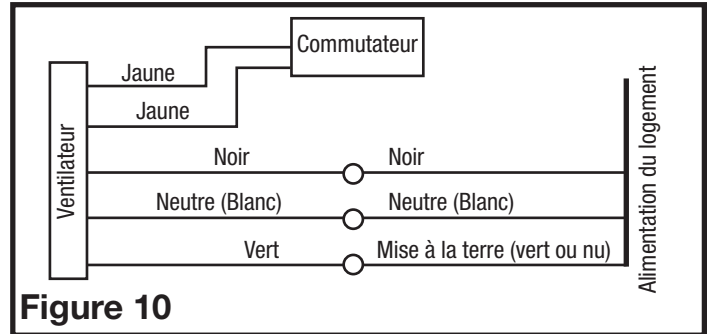 Commutateur
Jaune
Jaune
Ventilateur
Noir
Noir
Neutre (Blanc)
Neutre (Blanc)
Vert
Mise à la terre (vert ou nu)
Alimentation du logement
Figure 10